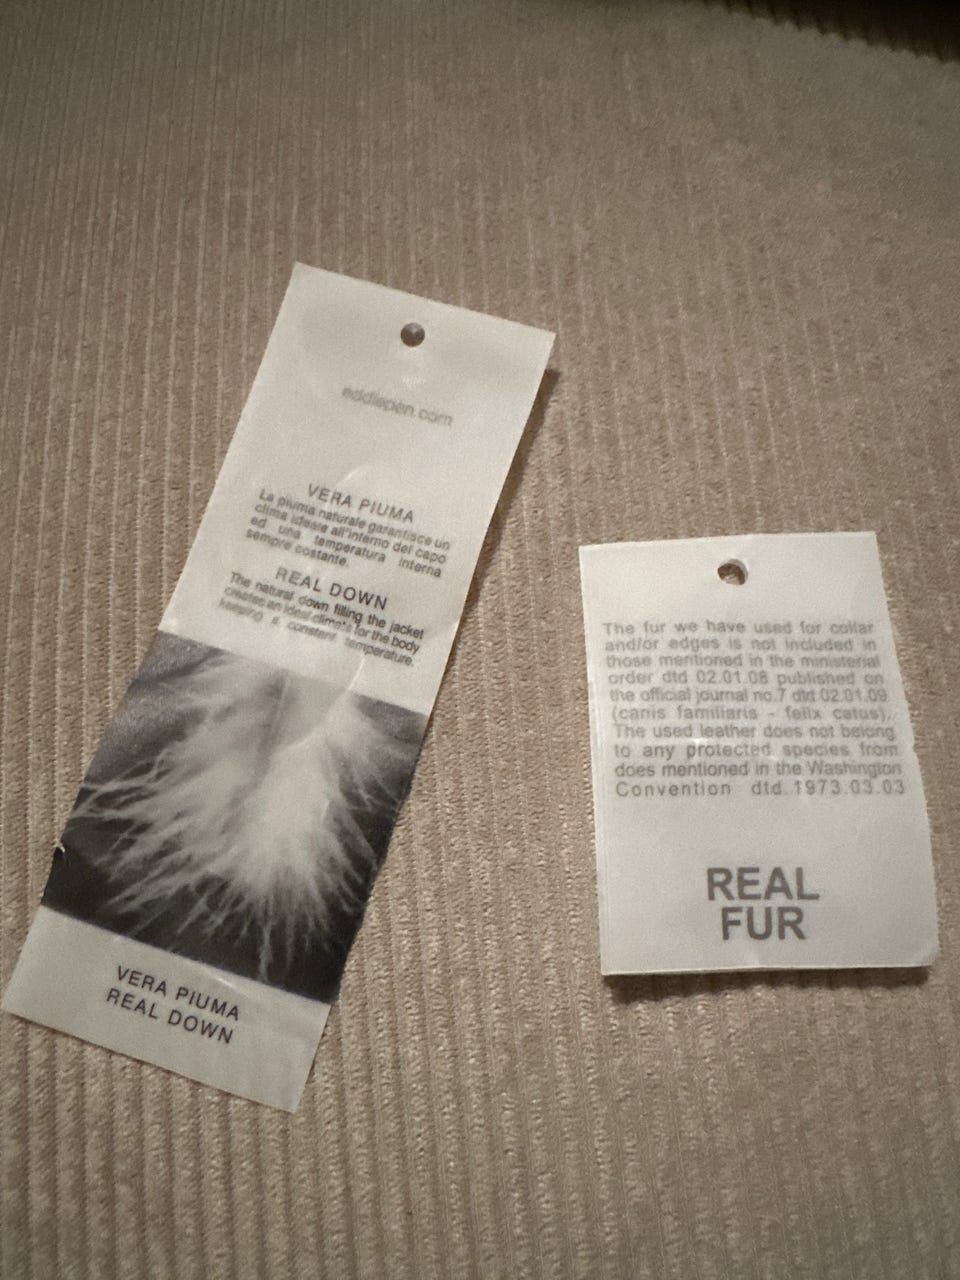 eddiepen.com
VERA PIUMA
La piuma naturale garantisce un
clima ideale all'interno del capo
ed una temperatura interna
sempre costante.
REAL DOWN
The natural down filling the jacket
creates an ideal climate for the body
keeping a constant temperature.
VERA PIUMA
REAL DOWN
The fur we have used for collar
and/or edges is not included in
those mentioned in the ministerial
order dtd 02.01.08 published on
the official journal no.7 dtd 02.01.09
(canis familiaris - felix catus).
The used leather does not belong
to any protected species from
does mentioned in the Washington
Convention dtd.1973.03.03
REAL
FUR